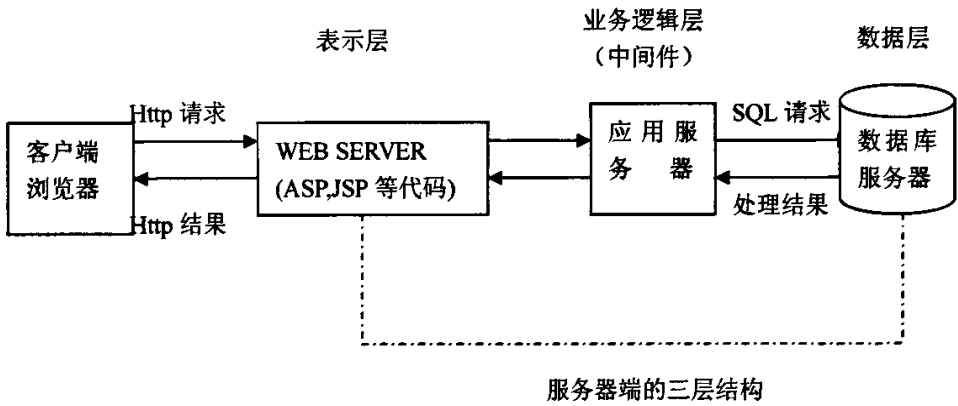 表示层
业务逻辑层
（中间件）
数据层
Http 请求
SQL 请求
客户端
浏览器
WEB SERVER
(ASP,JSP 等代码)
应用服
务器
数据库
服务器
Http 结果
处理结果
服务器端的三层结构